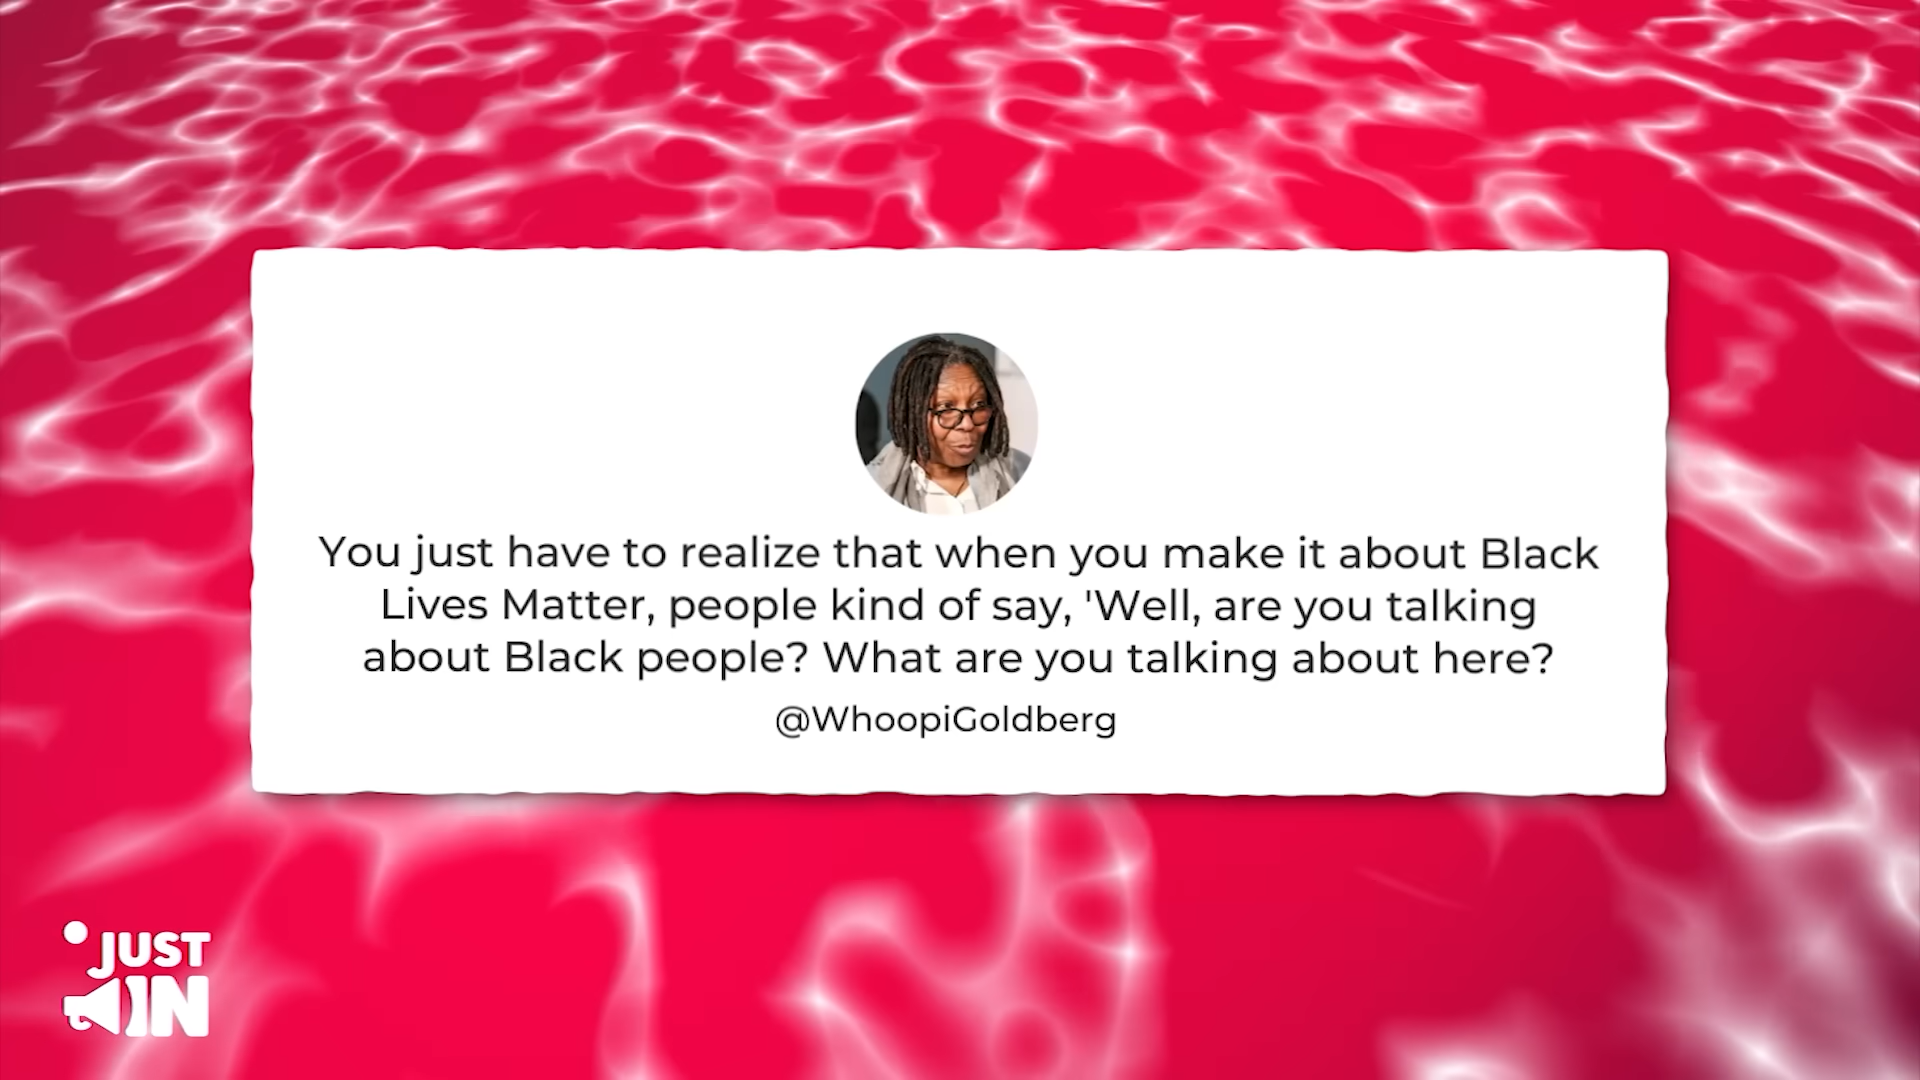 You just have to realize that when you make it about Black
Lives Matter, people kind of say, 'Well, are you talking
about Black people? What are you talking about here?
@WhoopiGoldberg
JUST
IN